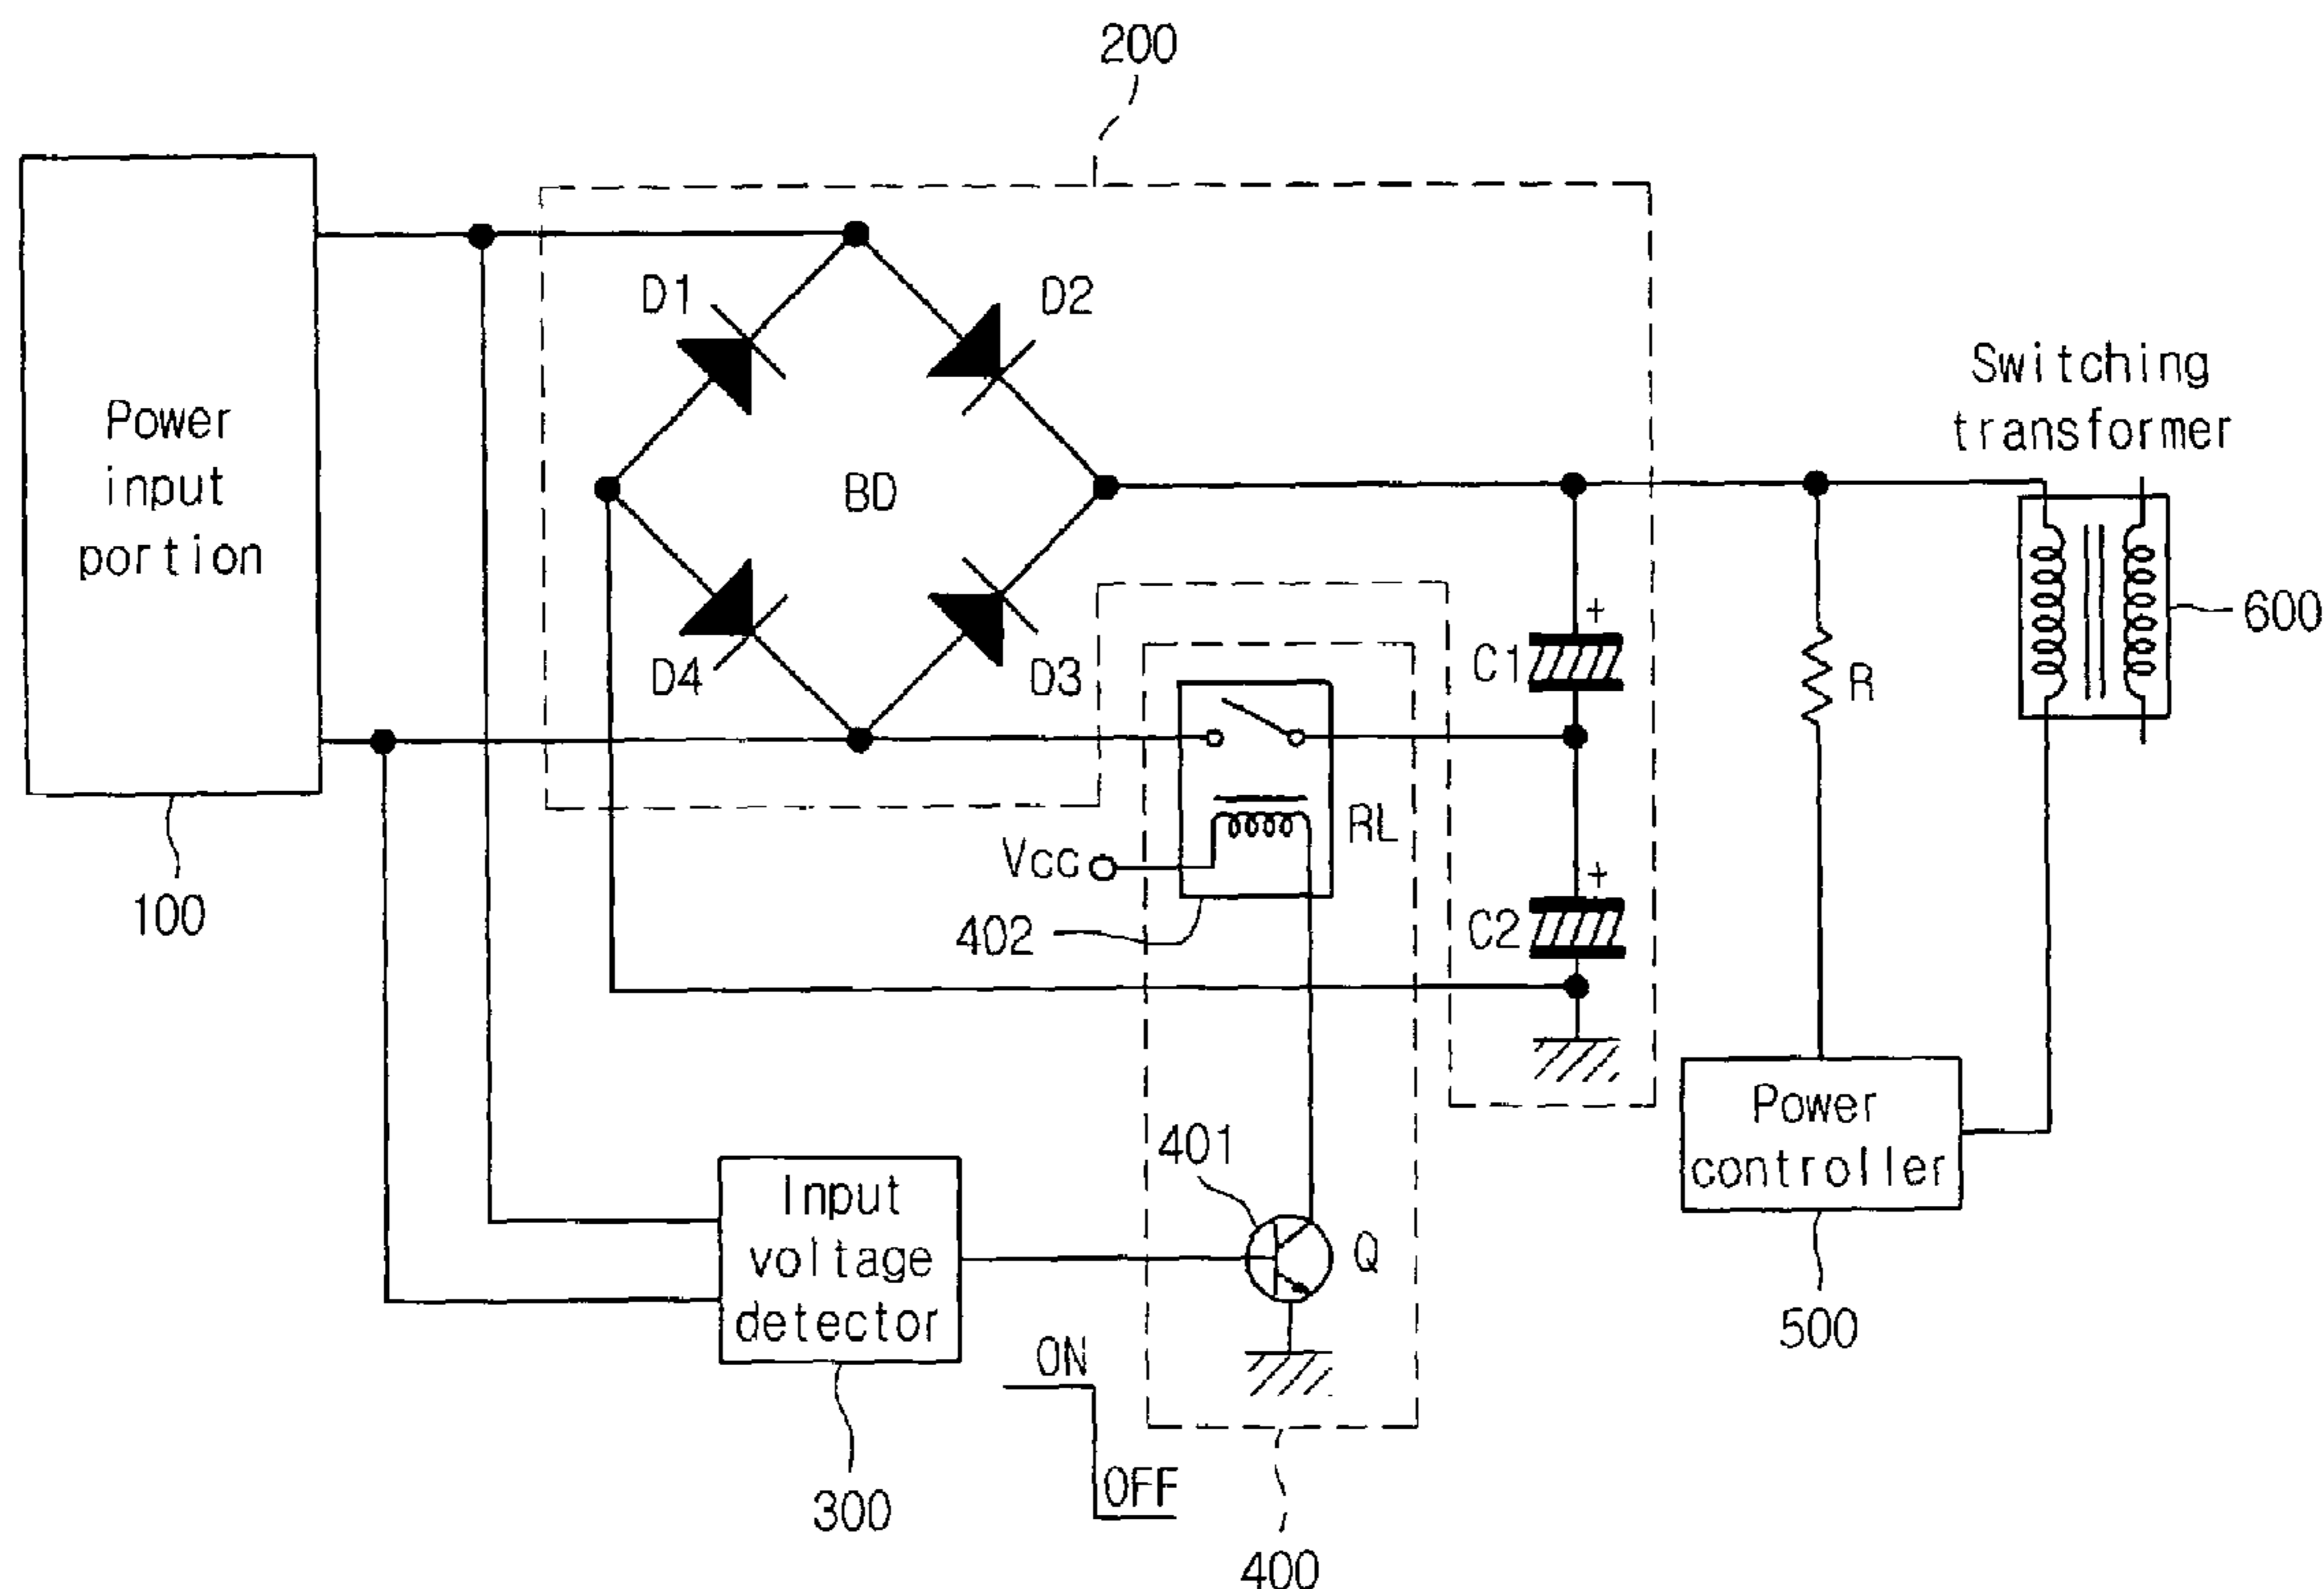 200
D1
D2
Switching
transformer
Power
input
portion
BD
600
+
C1
R
D4
D3
RL
VCC
100
402
+
C2
Power
controller
401
Input
voltage
detector
Q
500
ON
300
OFF
400